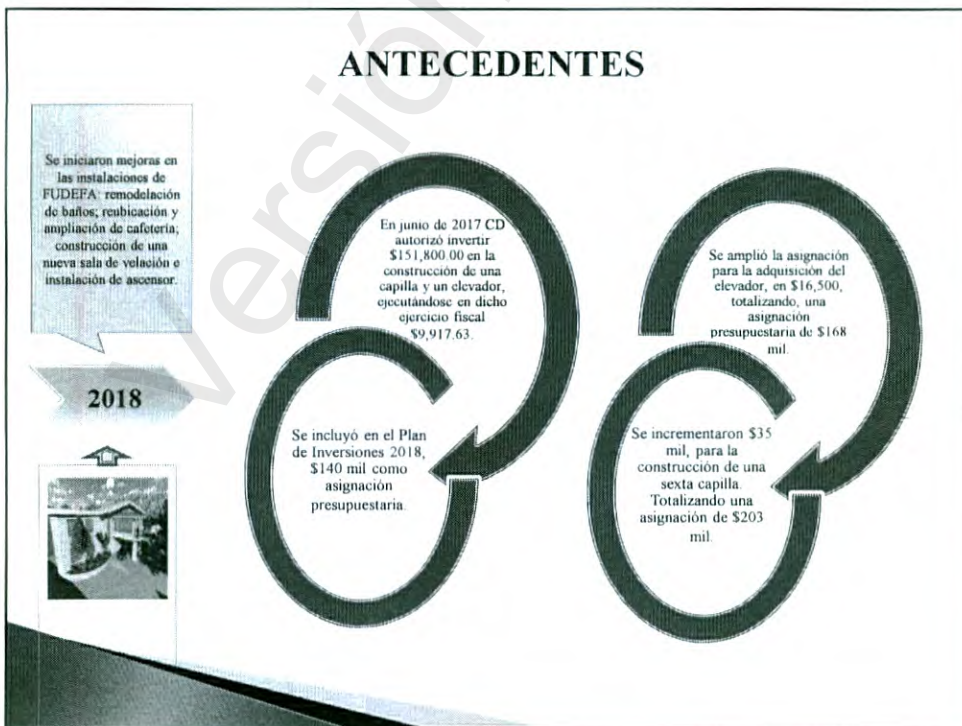 ANTECEDENTES
Se iniciaron mejoras en
las instalaciones de
FUDEFA: remodelación
de baños; reubicación y
ampliación de cafetería;
construcción de una
nueva sala de velación e
instalación de ascensor.
2018
En junio de 2017 CD
autorizó invertir
$151,800.00 en la
construcción de una
capilla y un elevador,
ejecutándose en dicho
ejercicio fiscal
$9,917.63.
Se incluyó en el Plan
de Inversiones 2018,
$140 mil como
asignación
presupuestaria.
Se amplió la asignación
para la adquisición del
elevador, en $16,500,
totalizando, una
asignación
presupuestaria de $168
mil.
Se incrementaron $35
mil, para la
construcción de una
sexta capilla.
Totalizando una
asignación de $203
mil.
Versión